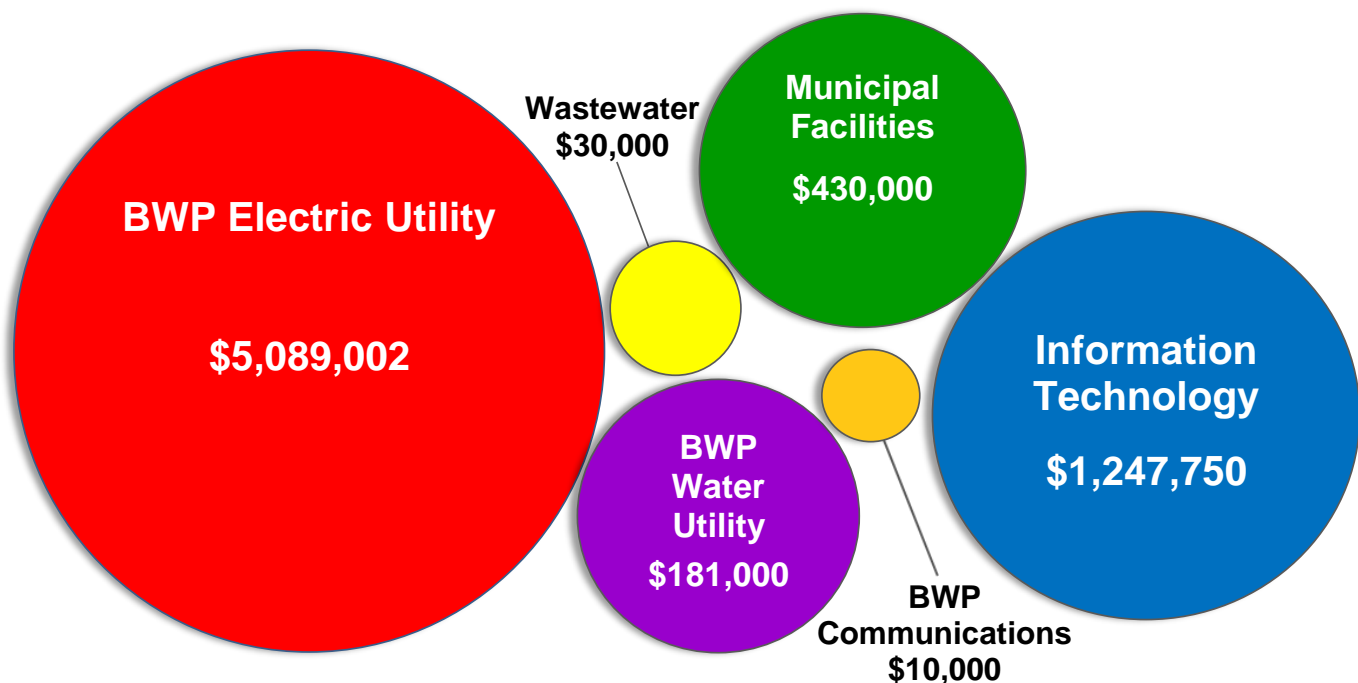 BWP Electric Utility
$5,089,002
Wastewater
$30,000
Municipal
Facilities
$430,000
Information
Technology
$1,247,750
BWP
Water
Utility
$181,000
BWP
Communications
$10,000